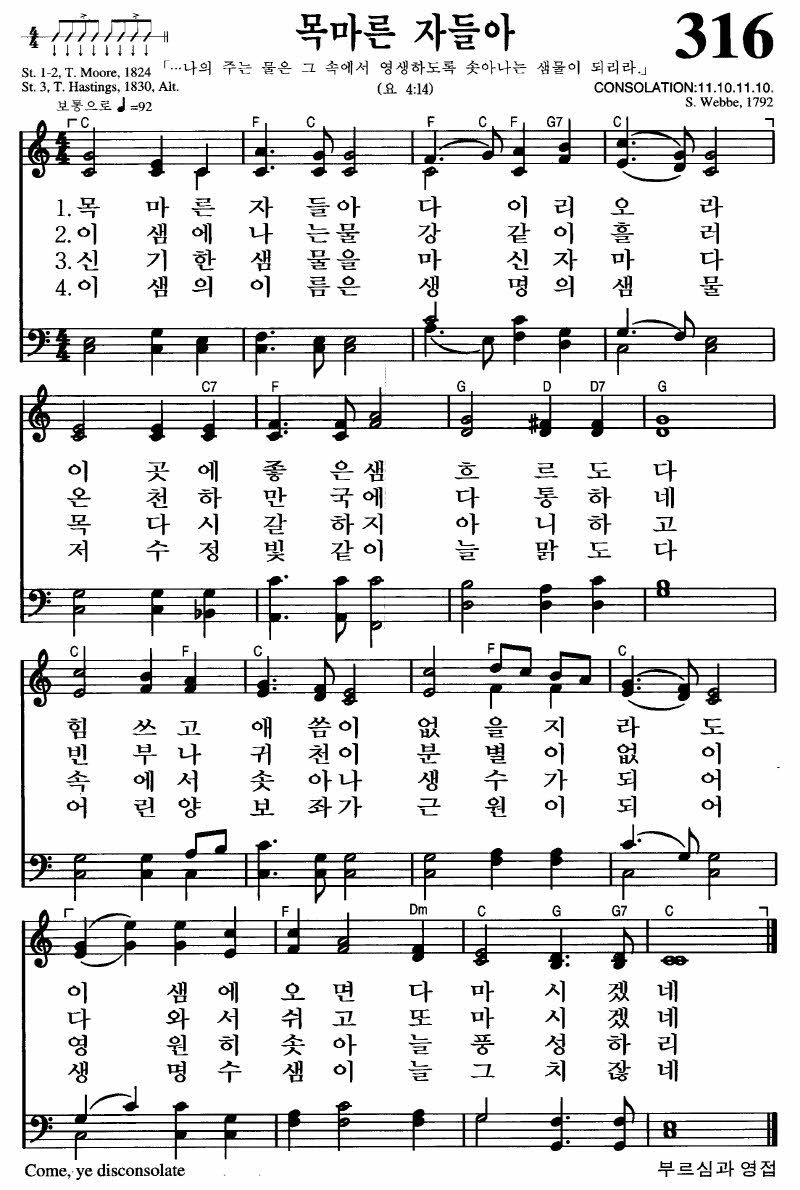 목마른 자들아
316
St. 1-2, T. Moore, 1824
St. 3, T. Hastings, 1830, Alt.
「…나의 주는 물은 그 속에서 영생하도록 솟아나는 샘물이 되리라.」
(요 4:14)
CONSOLATION:11.10.11.10.
S. Webbe, 1792
보통으로 ♩=92
4/4
C F C F C F G7 C
1. 목 마 른 자 들아 다 이 리 오 라
2. 이 샘 에 나 는물 강 같 이 흘 러
3. 신 기 한 샘 물을 마 신 자 마 다
4. 이 샘 의 이 름은 생 명 의 샘 물
C7 F G D D7 G
이 곳 에 좋 은샘 흐 르 도 다
온 천 하 만 국에 다 통 하 네
목 다 시 갈 하지 아 니 하 고
저 수 정 빛 같이 늘 맑 도 다
C F C F C
힘 쓰 고 애 씀이 없 을 지 라 도
빈 부 나 귀 천이 분 별 이 없 이
속 에 서 솟 아나 생 수 가 되 어
어 린 양 보 좌가 근 원 이 되 어
F Dm C G G7 C
이 샘 에 오 면 다 마 시 겠 네
다 와 서 쉬 고 또 마 시 겠 네
영 원 히 솟 아 늘 풍 성 하 리
생 명 수 샘 이 늘 그 치 잖 네
Come, ye disconsolate
부르심과 영접